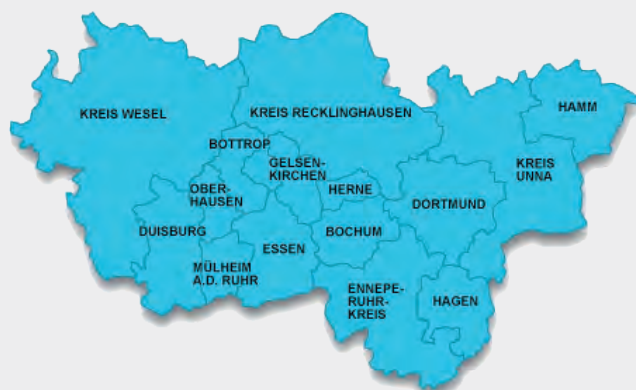 HAMM
KREIS WESEL
KREIS RECKLINGHAUSEN
BOTTROP
GELSEN-
KIRCHEN
KREIS
UNNA
OBER-
HAUSEN
HERNE
DORTMUND
DUISBURG
ESSEN
BOCHUM
MÜLHEIM
A.D. RUHR
ENNEPE-
RUHR-
KREIS
HAGEN